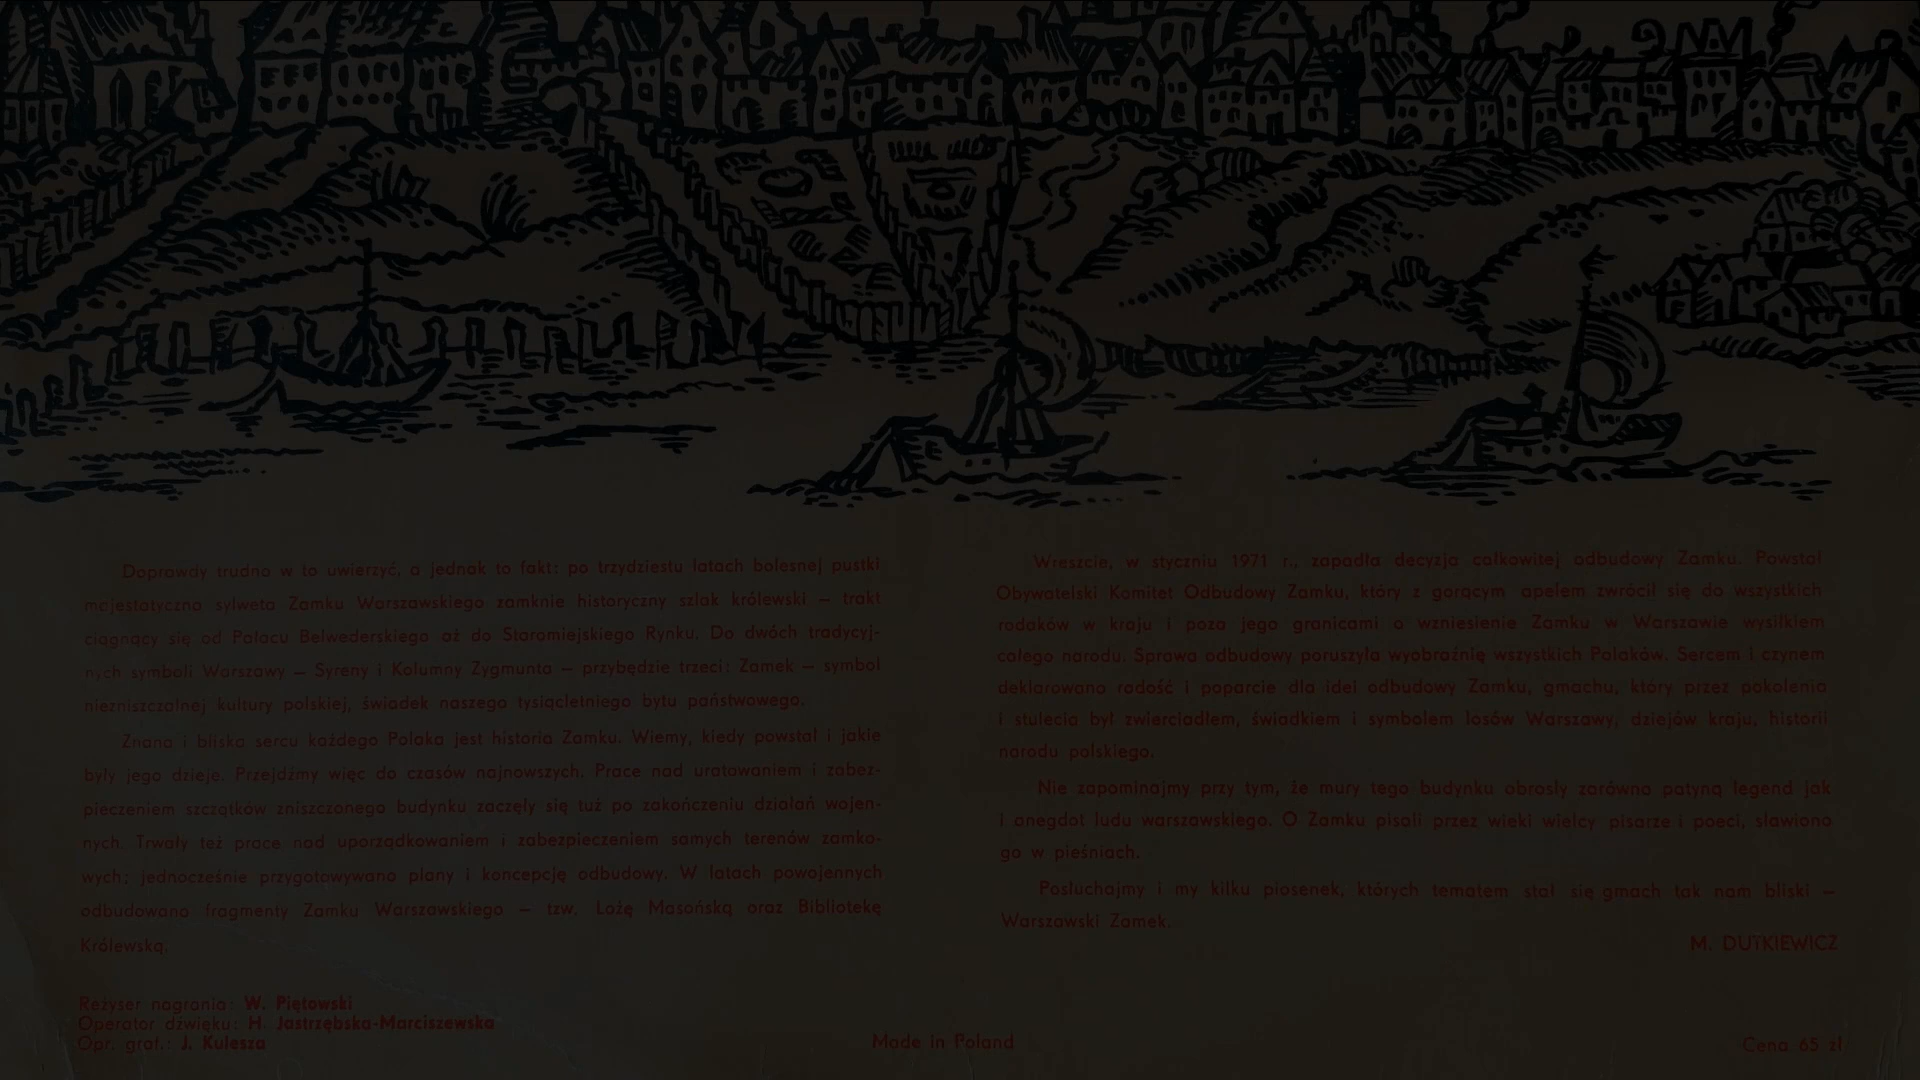 Doprawdy trudno w to uwierzyć, a jednak to fakt: po trzydziestu latach bolesnej pustki
majestatyczna sylweta Zamku Warszawskiego zamknie historyczny szlak królewski — trakt
ciągnący się od Pałacu Belwederskiego aż do Staromiejskiego Rynku. Do dwóch tradycyj-
nych symboli Warszawy — Syreny i Kolumny Zygmunta — przybędzie trzeci: Zamek — symbol
niezniszczalnej kultury polskiej, świadek naszego tysiącletniego bytu państwowego.
Znana i bliska sercu każdego Polaka jest historia Zamku. Wiemy, kiedy powstał i jakie
były jego dzieje. Przejdźmy więc do czasów najnowszych. Prace nad uratowaniem i zabez-
pieczeniem szczątków zniszczonego budynku zaczęły się tuż po zakończeniu działań wojen-
nych. Trwały też prace nad uporządkowaniem i zabezpieczeniem samych terenów zamko-
wych; jednocześnie przygotowywano plany i koncepcję odbudowy. W latach powojennych
odbudowano fragmenty Zamku Warszawskiego — tzw. Lożę Masońską oraz Bibliotekę
Królewską.
Reżyser nagrania: W. Piętowski
Operator dźwięku: H. Jastrzębska-Marciszewska
Opr. graf.: J. Kulesza
Wreszcie, w styczniu 1971 r., zapadła decyzja całkowitej odbudowy Zamku. Powstał
Obywatelski Komitet Odbudowy Zamku, który z gorącym apelem zwrócił się do wszystkich
rodaków w kraju i poza jego granicami o wzniesienie Zamku w Warszawie wysiłkiem
całego narodu. Sprawa odbudowy poruszyła wyobraźnię wszystkich Polaków. Sercem i czynem
deklarowano radość i poparcie dla idei odbudowy Zamku, gmachu, który przez pokolenia
i stulecia był zwierciadłem, świadkiem i symbolem losów Warszawy, dziejów kraju, historii
narodu polskiego.
Nie zapominajmy przy tym, że mury tego budynku obrosły zarówno patyną legend jak
i anegdot ludu warszawskiego. O Zamku pisali przez wieki wielcy pisarze i poeci, sławiono
go w pieśniach.
Posłuchajmy i my kilku piosenek, których tematem stał się gmach tak nam bliski —
Warszawski Zamek.
M. DUTKIEWICZ
Made in Poland
Cena 65 zł